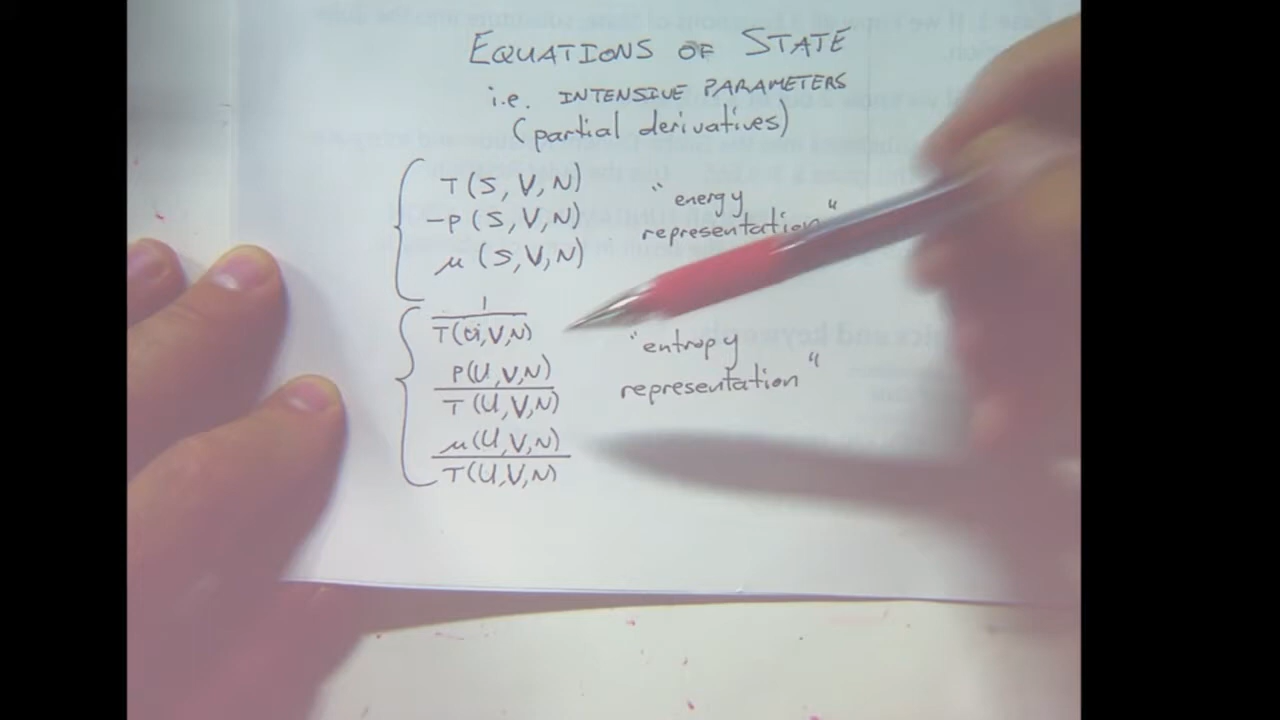 EQUATIONS OF STATE
i.e. INTENSIVE PARAMETERS
(partial derivatives)
T(S, V, N)
-P(S, V, N)
μ(S, V, N)
"energy
representation"
1
T(U,V,N)
P(U,V,N)
T(U,V,N)
μ(U,V,N)
T(U,V,N)
"entropy
representation"